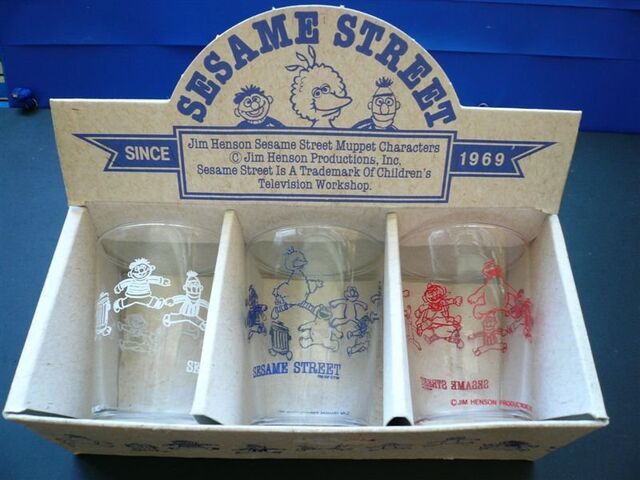 SESAME STREET
SINCE
Jim Henson Sesame Street Muppet Characters
© Jim Henson Productions, Inc.
Sesame Street Is A Trademark Of Children's
Television Workshop.
1969
SESAME STREET
SESAME STREET
© JIM HENSON PRODUCTIONS